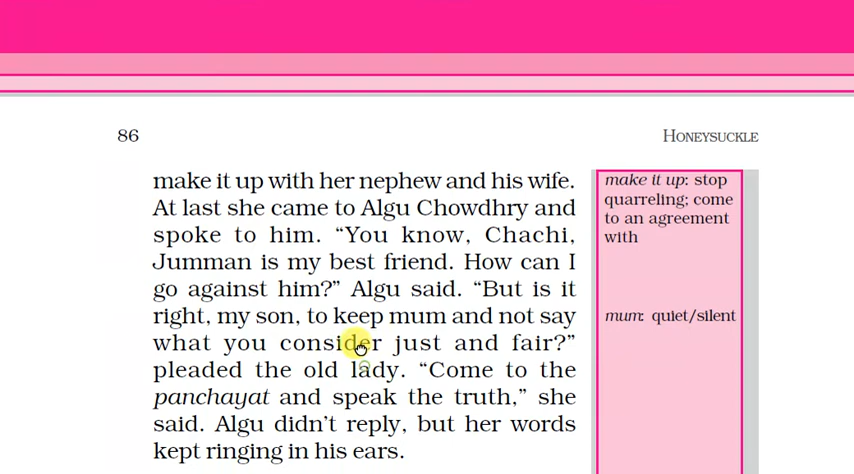 86
HONEYSUCKLE
make it up with her nephew and his wife.
At last she came to Algu Chowdhry and
spoke to him. “You know, Chachi,
Jumman is my best friend. How can I
go against him?” Algu said. “But is it
right, my son, to keep mum and not say
what you consider just and fair?”
pleaded the old lady. “Come to the
panchayat and speak the truth,” she
said. Algu didn’t reply, but her words
kept ringing in his ears.
make it up: stop
quarreling; come
to an agreement
with
mum: quiet/silent